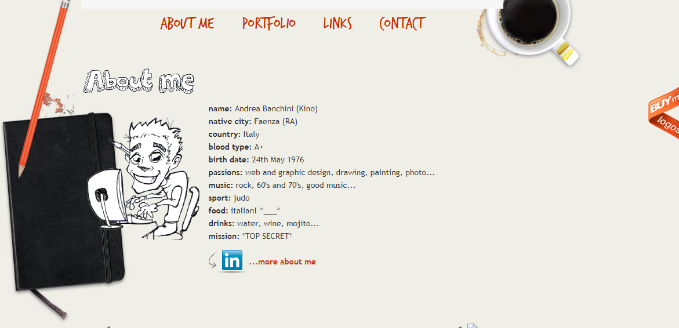 ABOUT ME PORTFOLIO LINKS CONTACT
About me
name: Andrea Banchini (Kino)
native city: Faenza (RA)
country: Italy
blood type: A+
birth date: 24th May 1976
passions: web and graphic design, drawing, painting, photo...
music: rock, 60's and 70's, good music...
sport: judo
food: italian! ^___^
drinks: water, wine, mojito...
mission: *TOP SECRET*
in ...more about me
BUY
logos